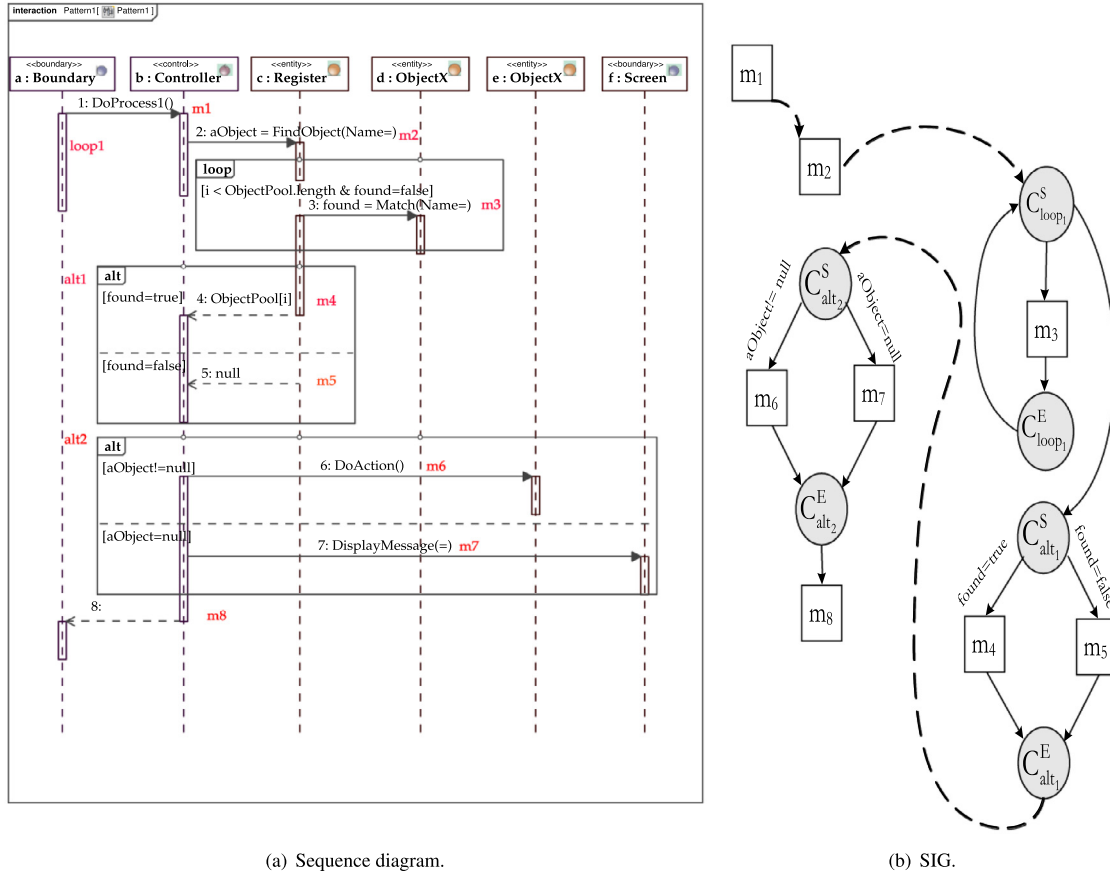 interaction Pattern1[ Pattern1 ]
<<boundary>>
a : Boundary
<<control>>
b : Controller
<<entity>>
c : Register
<<entity>>
d : ObjectX
<<entity>>
e : ObjectX
<<boundary>>
f : Screen
1: DoProcess1()
m1
loop1
2: aObject = FindObject(Name=)
m2
loop
[i < ObjectPool.length & found=false]
3: found = Match(Name=)
m3
alt1
alt
[found=true]
4: ObjectPool[i]
m4
[found=false]
5: null
m5
alt2
alt
[aObject!=null]
6: DoAction()
m6
[aObject=null]
7: DisplayMessage(=)
m7
8:
m8
(a) Sequence diagram.
m1
m2
C S loop1
m3
C E loop1
C S alt1
found=true
found=false
m4
m5
C E alt1
C S alt2
aObject!= null
aObject=null
m6
m7
C E alt2
m8
(b) SIG.